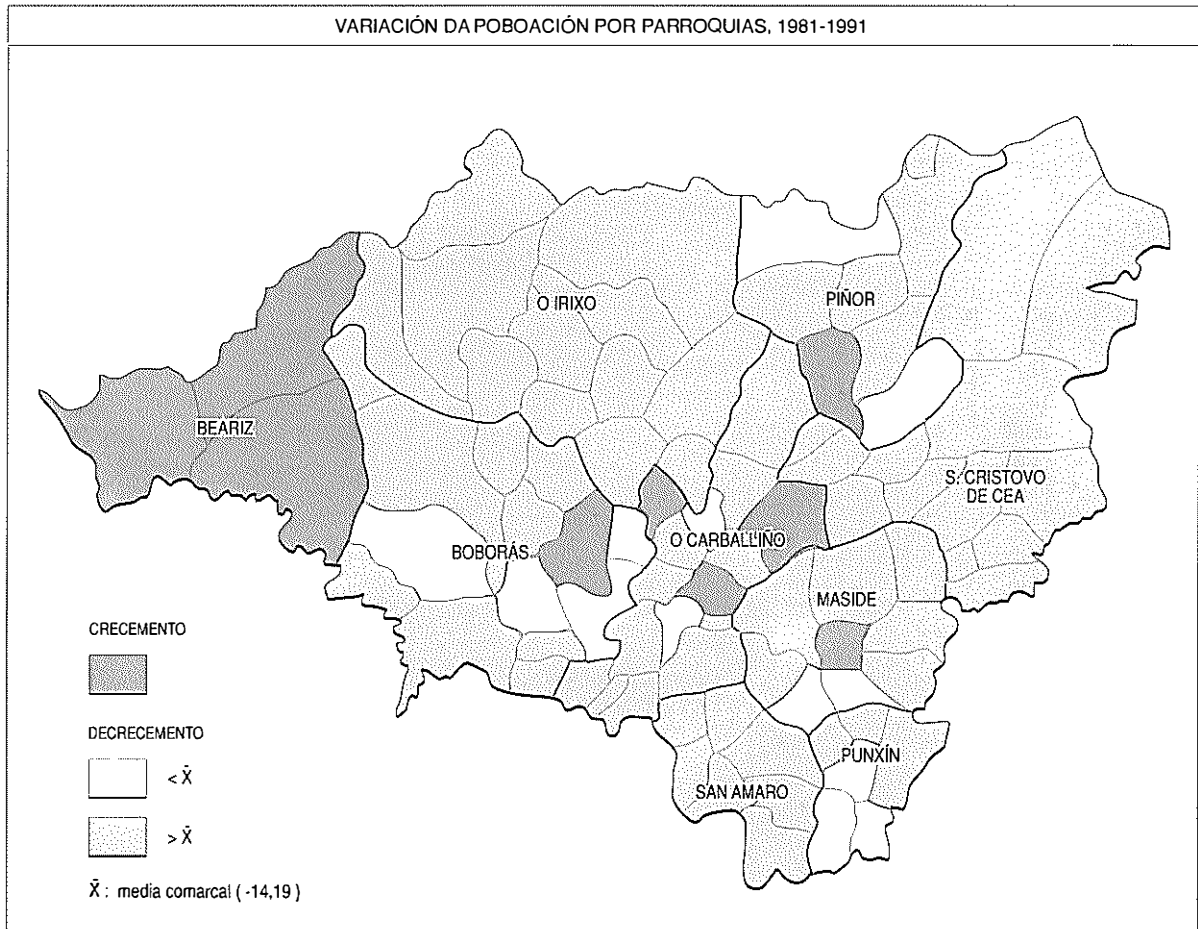 VARIACIÓN DA POBOACIÓN POR PARROQUIAS, 1981-1991
O IRIXO
PIÑOR
BEARIZ
S. CRISTOVO
DE CEA
BOBORÁS
O CARBALLIÑO
MASIDE
PUNXÍN
SAN AMARO
CRECEMENTO
DECRECEMENTO
< X̄
> X̄
X̄ : media comarcal ( -14,19 )